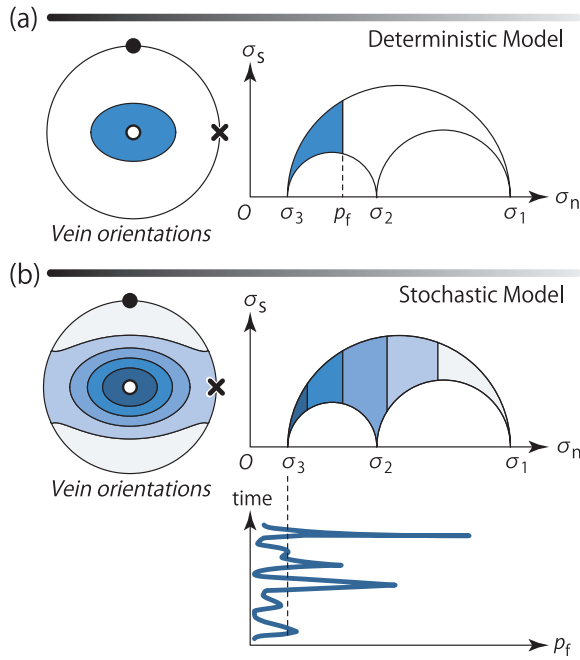 (a)
Deterministic Model
σs
O
σ3
pf
σ2
σ1
σn
Vein orientations
(b)
Stochastic Model
σs
O
σ3
σ2
σ1
σn
Vein orientations
time
pf